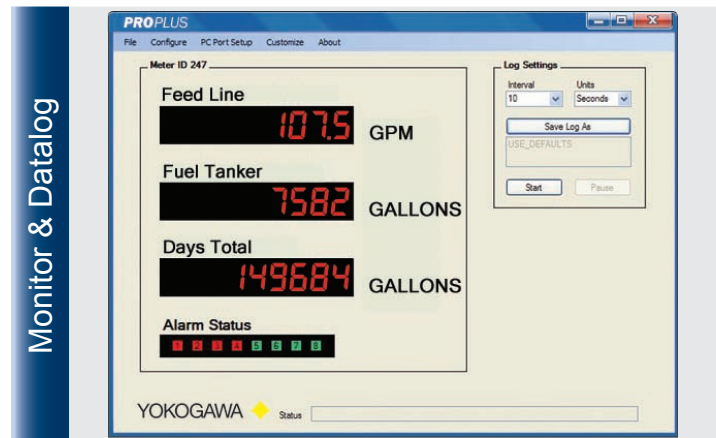 Monitor & Datalog
PROPLUS
File Configure PC Port Setup Customize About
Meter ID 247
Feed Line
107.5 GPM
Fuel Tanker
7582 GALLONS
Days Total
149684 GALLONS
Alarm Status
1 2 3 4 5 6 7 8
Log Settings
Interval Units
10 Seconds
Save Log As
USE_DEFAULTS
Start Pause
YOKOGAWA
Status